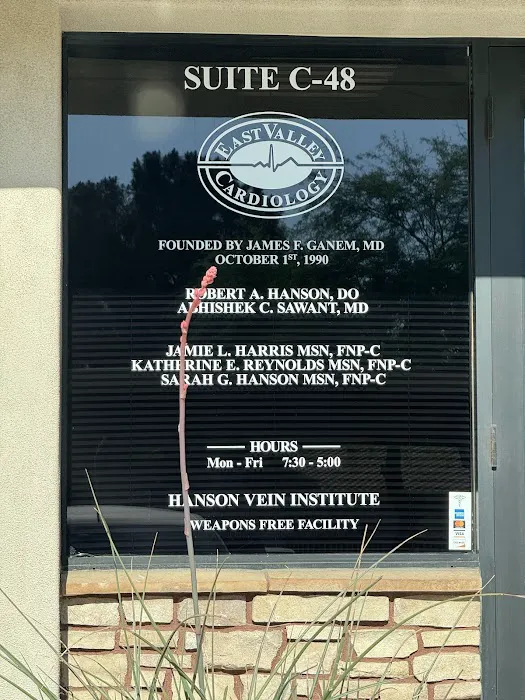 SUITE C-48
EAST VALLEY
CARDIOLOGY
FOUNDED BY JAMES F. GANEM, MD
OCTOBER 1ST, 1990
ROBERT A. HANSON, DO
ABHISHEK C. SAWANT, MD
JAMIE L. HARRIS MSN, FNP-C
KATHERINE E. REYNOLDS MSN, FNP-C
SARAH G. HANSON MSN, FNP-C
HOURS
Mon - Fri 7:30 - 5:00
HANSON VEIN INSTITUTE
WEAPONS FREE FACILITY
VISA